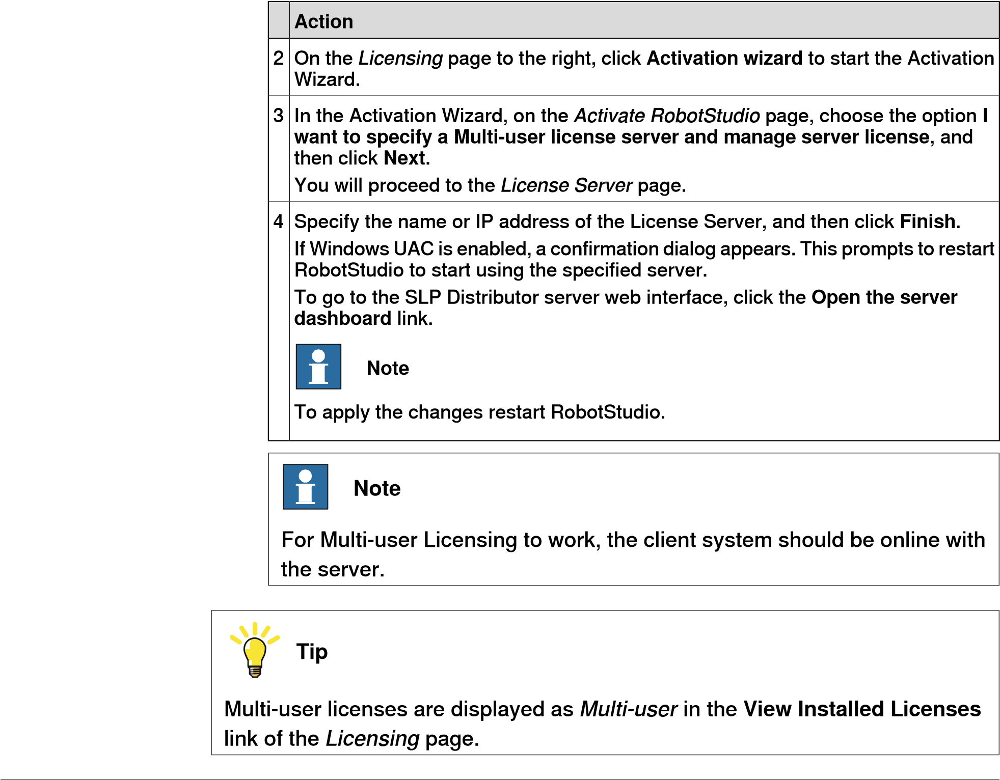 Action
2 On the Licensing page to the right, click Activation wizard to start the Activation
Wizard.
3 In the Activation Wizard, on the Activate RobotStudio page, choose the option I
want to specify a Multi-user license server and manage server license, and
then click Next.
You will proceed to the License Server page.
4 Specify the name or IP address of the License Server, and then click Finish.
If Windows UAC is enabled, a confirmation dialog appears. This prompts to restart
RobotStudio to start using the specified server.
To go to the SLP Distributor server web interface, click the Open the server
dashboard link.
Note
To apply the changes restart RobotStudio.
Note
For Multi-user Licensing to work, the client system should be online with
the server.
Tip
Multi-user licenses are displayed as Multi-user in the View Installed Licenses
link of the Licensing page.